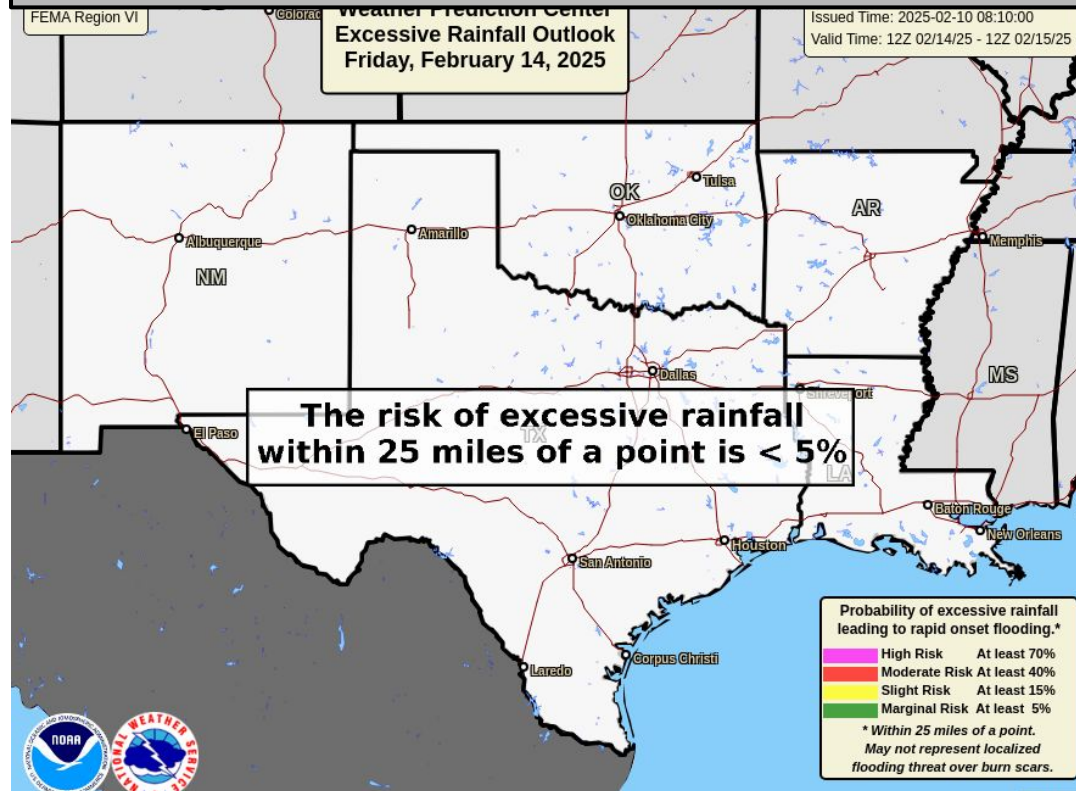 FEMA Region VI
Weather Prediction Center
Excessive Rainfall Outlook
Friday, February 14, 2025
Issued Time: 2025-02-10 08:10:00
Valid Time: 12Z 02/14/25 - 12Z 02/15/25
Colorad
Tulsa
OK
Oklahoma City
AR
Albuquerque
Amarillo
Memphis
NM
Dallas
MS
Shreveport
The risk of excessive rainfall
within 25 miles of a point is < 5%
El Paso
TX
LA
Baton Rouge
New Orleans
Houston
San Antonio
Corpus Christi
Laredo
Probability of excessive rainfall
leading to rapid onset flooding.*
High Risk At least 70%
Moderate Risk At least 40%
Slight Risk At least 15%
Marginal Risk At least 5%
* Within 25 miles of a point.
May not represent localized
flooding threat over burn scars.
NOAA
NATIONAL WEATHER SERVICE